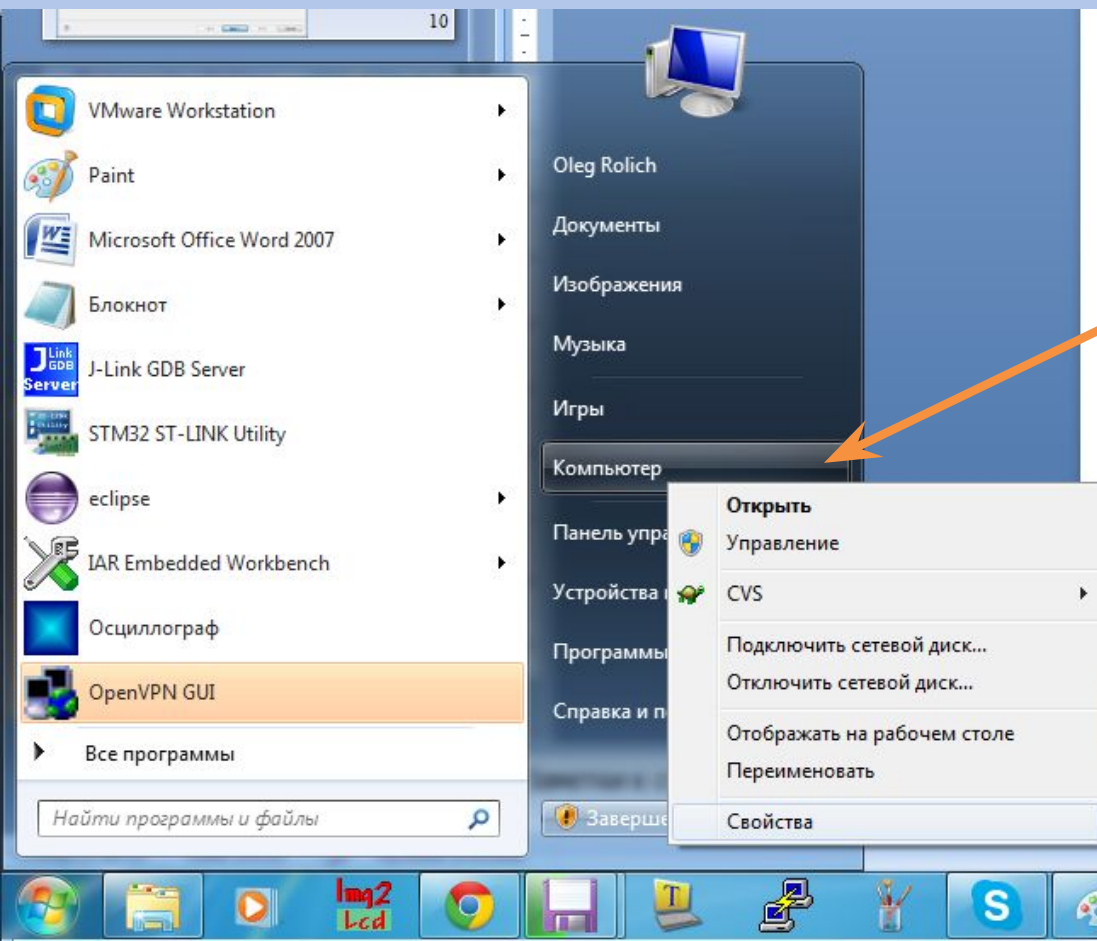 10
VMware Workstation
Paint
Microsoft Office Word 2007
Блокнот
J-Link GDB Server
STM32 ST-LINK Utility
eclipse
IAR Embedded Workbench
Осциллограф
OpenVPN GUI
Все программы
Найти программы и файлы
Oleg Rolich
Документы
Изображения
Музыка
Игры
Компьютер
Панель упра
Устройства
Программы
Справка и п
Заверше
Открыть
Управление
CVS
Подключить сетевой диск...
Отключить сетевой диск...
Отображать на рабочем столе
Переименовать
Свойства
J Link
GDB
Server
Img2
Lcd
T
S